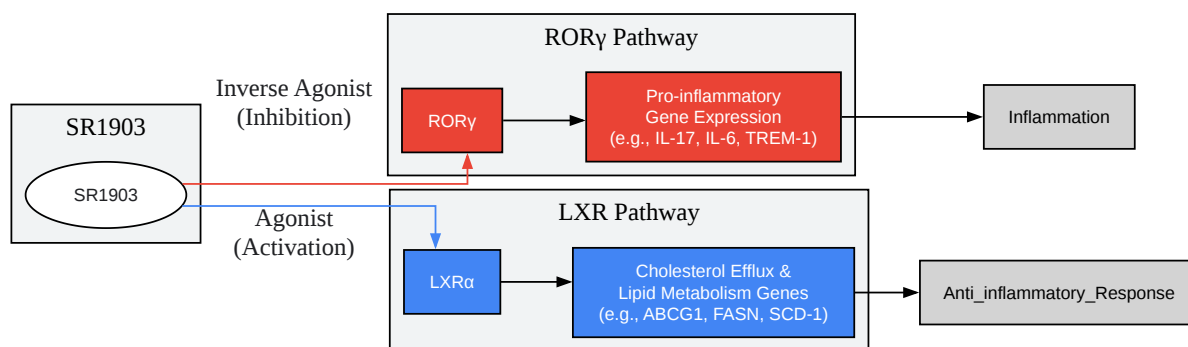 SR1903
SR1903
Inverse Agonist
(Inhibition)
Agonist
(Activation)
RORγ Pathway
RORγ
Pro-inflammatory
Gene Expression
(e.g., IL-17, IL-6, TREM-1)
Inflammation
LXR Pathway
LXRα
Cholesterol Efflux &
Lipid Metabolism Genes
(e.g., ABCG1, FASN, SCD-1)
Anti_inflammatory_Response